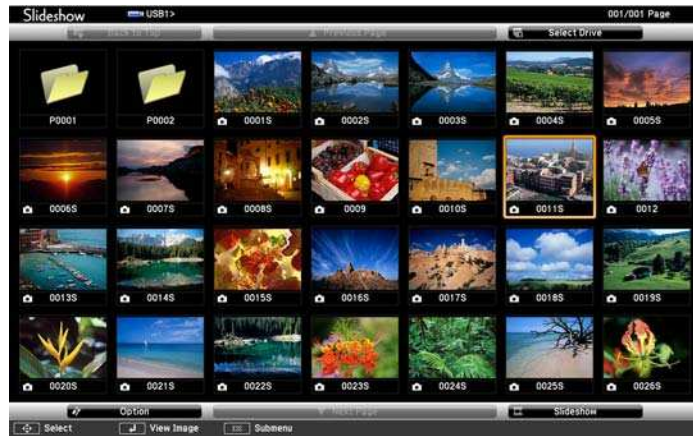 Slideshow USB1> 001/001 Page
Back to Top Previous Page Select Drive
P0001 P0002 0001S 0002S 0003S 0004S 0005S
0006S 0007S 0008S 0009 0010S 0011S 0012
0013S 0014S 0015S 0016S 0017S 0018S 0019S
0020S 0021S 0022S 0023S 0024S 0025S 0026S
Option Next Page Slideshow
Select View Image Submenu